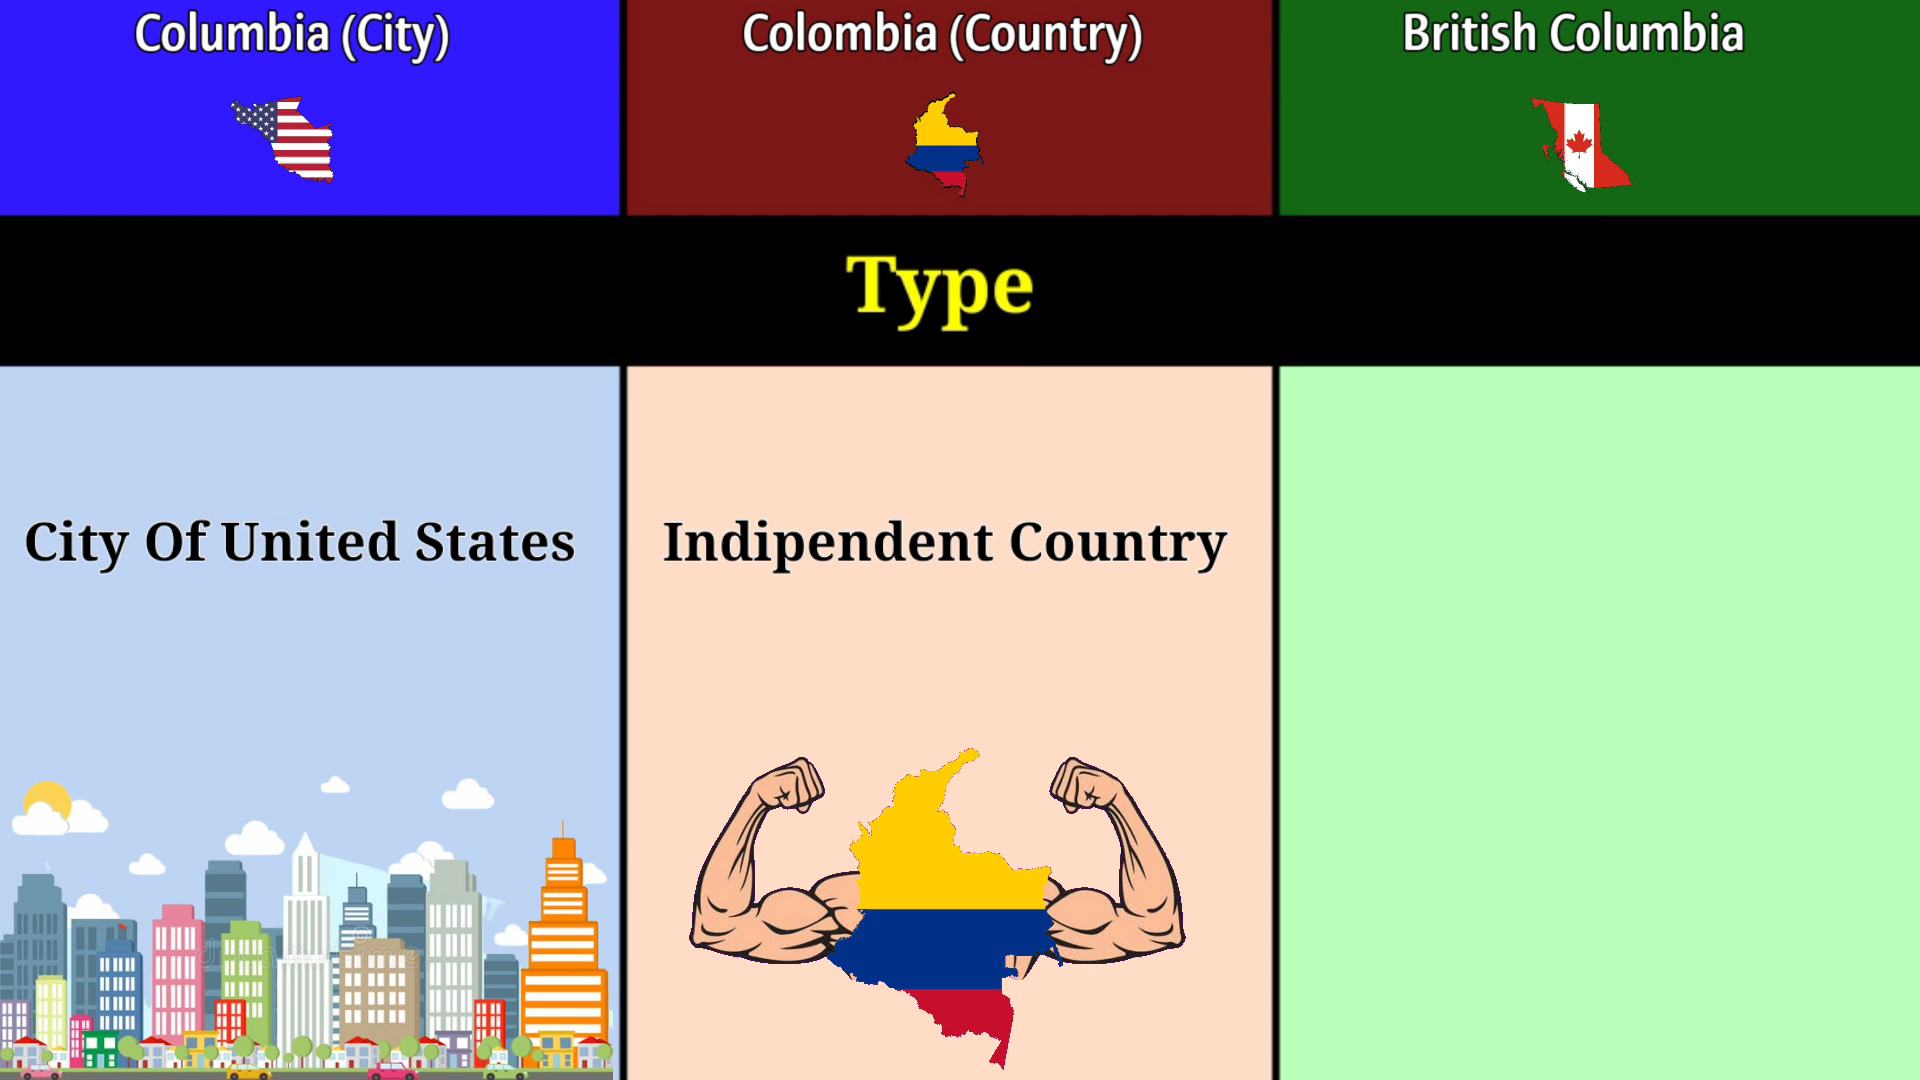 Columbia (City)
Colombia (Country)
British Columbia
Type
City Of United States
Indipendent Country